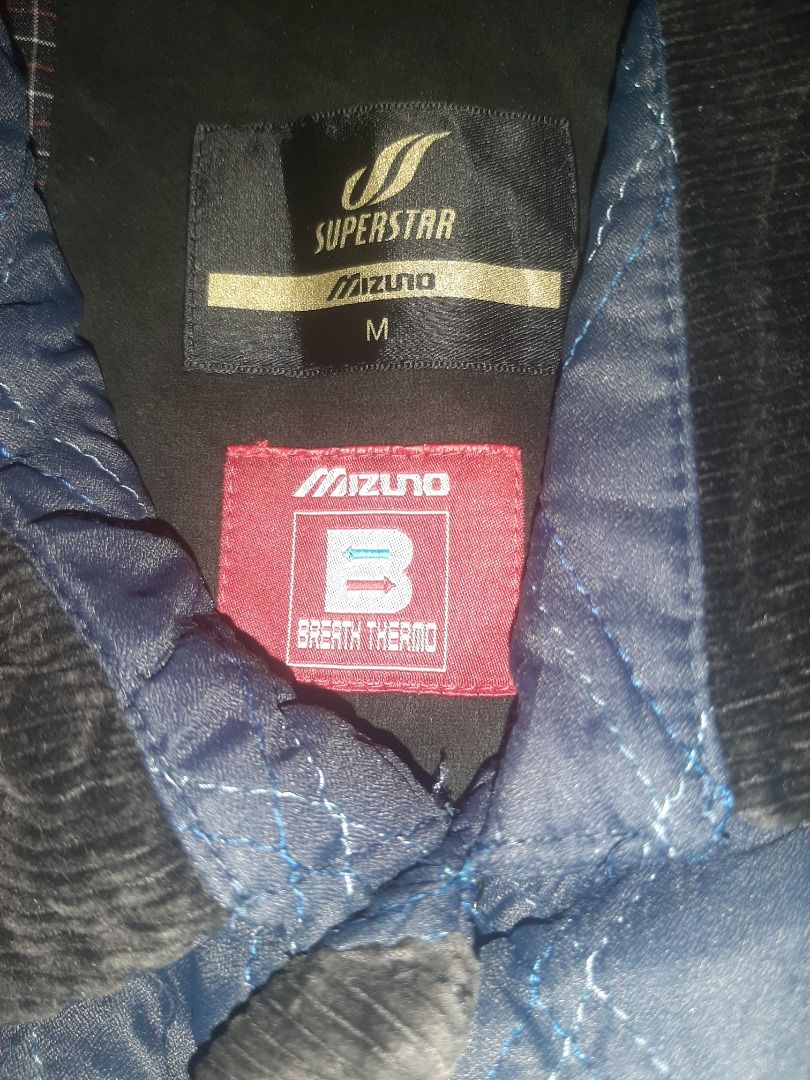 SUPERSTAR
MIZUNO
M
MIZUNO
B
BREATH THERMO